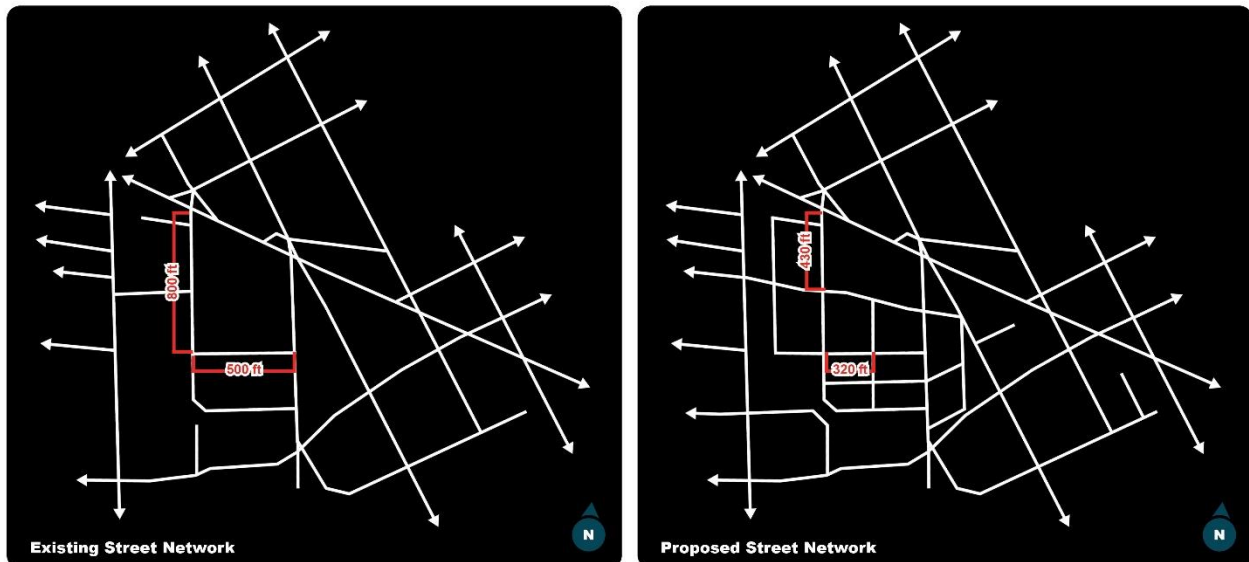 800 ft
500 ft
Existing Street Network
N
430 ft
320 ft
Proposed Street Network
N